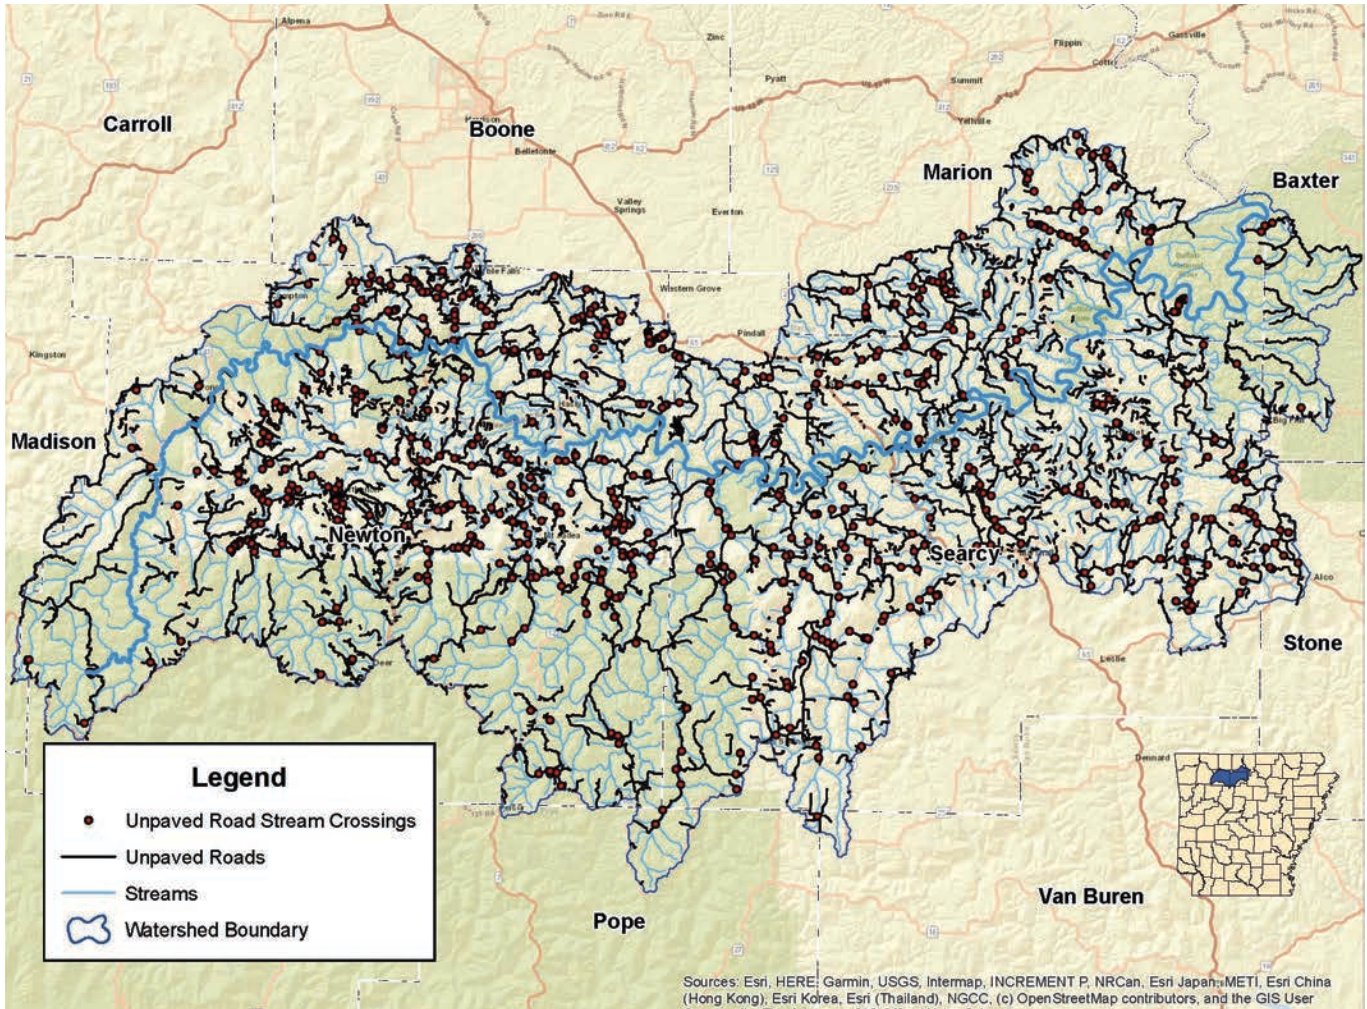 Alpena
Zinc
Gassville
Flippin
Cotter
Pyatt
Summit
Yellville
Carroll
Boone
Harrison
Bellefonte
Marion
Baxter
Valley
Springs
Everton
Western Grove
Pindall
Kingston
Madison
Newton
Searcy
Big Flat
Alco
Stone
Leslie
Deer
Dennard
Legend
Unpaved Road Stream Crossings
Unpaved Roads
Streams
Watershed Boundary
Pope
Van Buren
Sources: Esri, HERE, Garmin, USGS, Intermap, INCREMENT P, NRCan, Esri Japan, METI, Esri China
(Hong Kong), Esri Korea, Esri (Thailand), NGCC, (c) OpenStreetMap contributors, and the GIS User